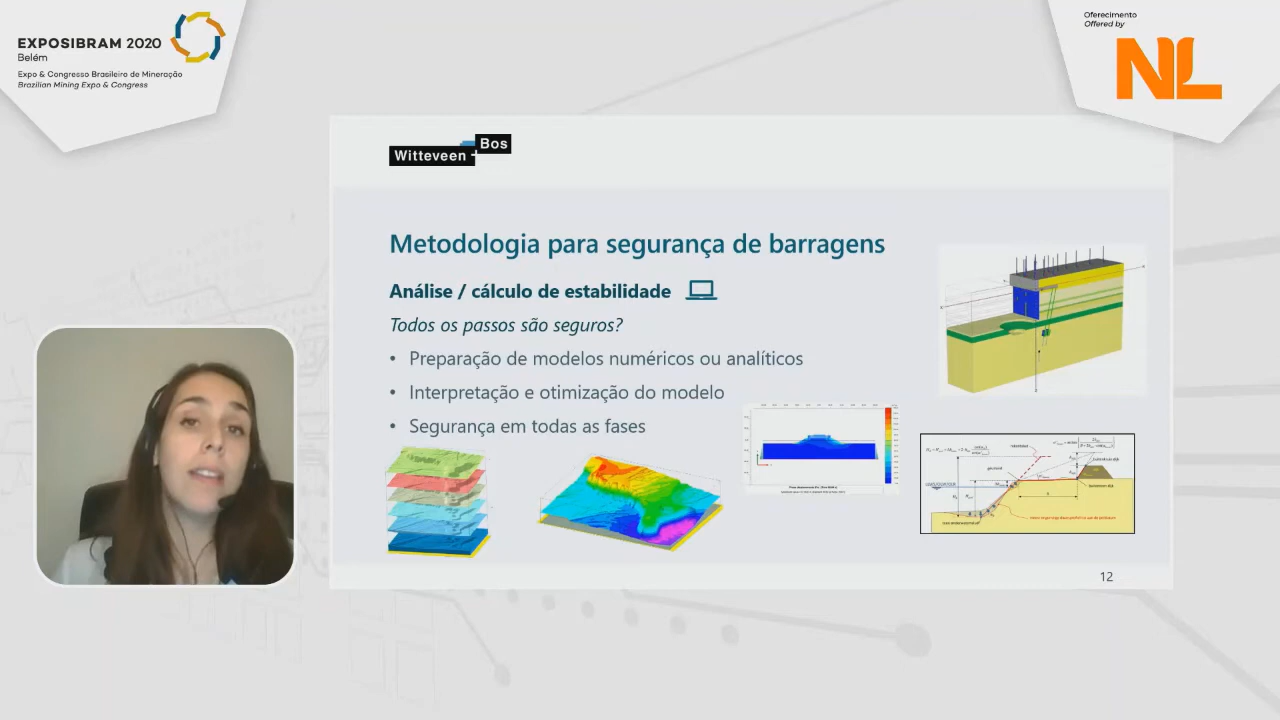 EXPOSIBRAM 2020
Belém
Expo & Congresso Brasileiro de Mineração
Brazilian Mining Expo & Congress
Oferecimento
Offered by
NL
Witteveen + Bos
Metodologia para segurança de barragens
Análise / cálculo de estabilidade
Todos os passos são seguros?
• Preparação de modelos numéricos ou analíticos
• Interpretação e otimização do modelo
• Segurança em todas as fases
12